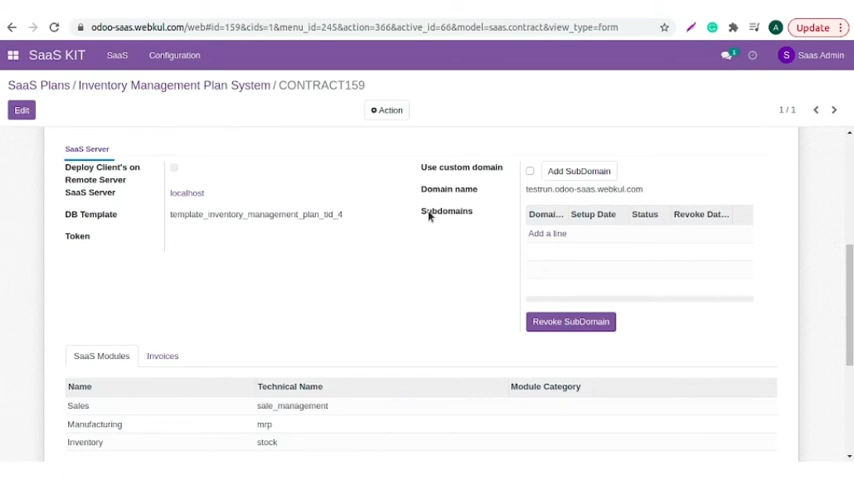 odoo-saas.webkul.com/web#id=159&cids=1&menu_id=245&action=366&active_id=66&model=saas.contract&view_type=form
A
Update
SaaS KIT
SaaS
Configuration
1
S
Saas Admin
SaaS Plans / Inventory Management Plan System / CONTRACT159
Edit
Action
1 / 1
SaaS Server
Deploy Client's on Remote Server
Use custom domain
Add SubDomain
SaaS Server
localhost
Domain name
testrun.odoo-saas.webkul.com
DB Template
template_inventory_management_plan_tid_4
Subdomains
Domai...
Setup Date
Status
Revoke Dat...
Token
Add a line
Revoke SubDomain
SaaS Modules
Invoices
Name
Technical Name
Module Category
Sales
sale_management
Manufacturing
mrp
Inventory
stock